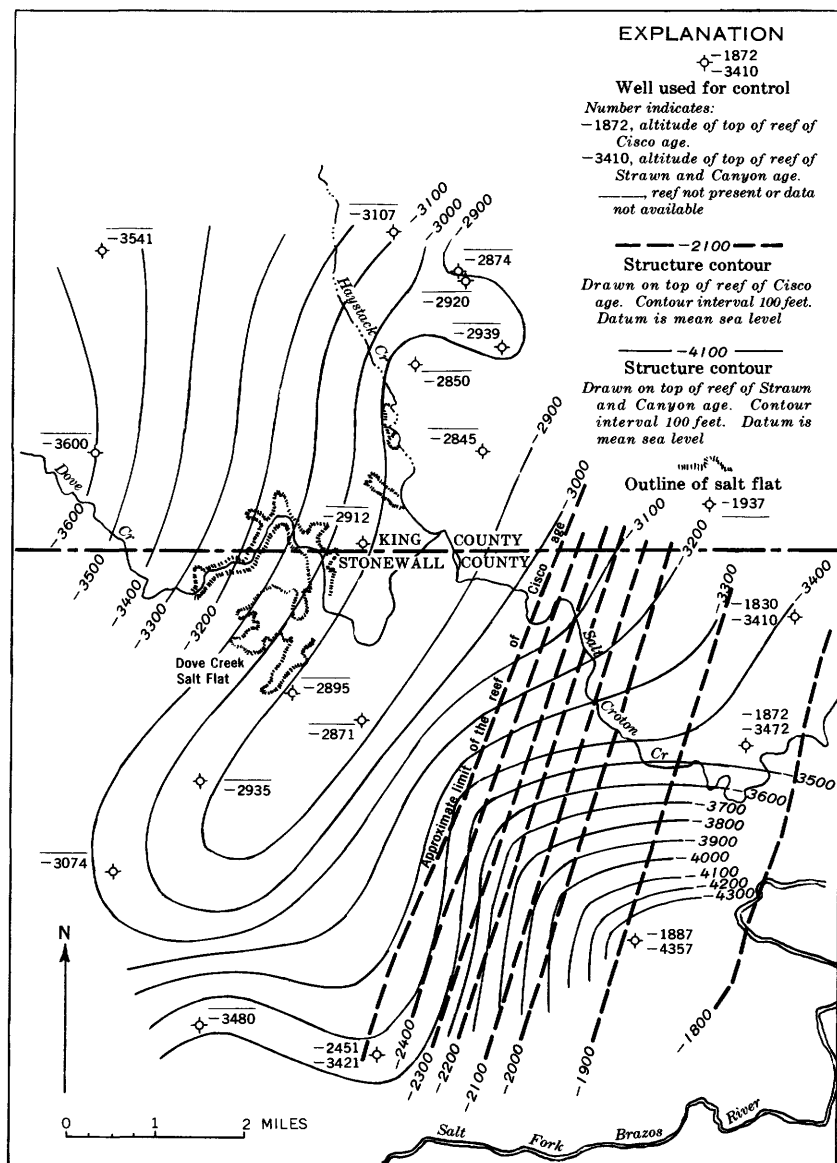 EXPLANATION
-1872
-3410
Well used for control
Number indicates:
-1872, altitude of top of reef of
Cisco age.
-3410, altitude of top of reef of
Strawn and Canyon age.
____, reef not present or data
not available
-2100
Structure contour
Drawn on top of reef of Cisco
age. Contour interval 100 feet.
Datum is mean sea level
-4100
Structure contour
Drawn on top of reef of Strawn
and Canyon age. Contour
interval 100 feet. Datum is
mean sea level
Outline of salt flat
-3107
-3100
-3000
-2900
-3541
-2874
-2920
Haystack Cr
-2939
-2850
-2900
-3600
-2845
Dove Cr
-3000
-1937
-3100
-2912
-3600
KING COUNTY
STONEWALL COUNTY
-3200
-3500
-3400
-3300
-3200
-3300
-3400
-1830
-3410
Dove Creek
Salt Flat
Approximate limit of the reef of Cisco age
Salt Croton Cr
-2895
-2871
-1872
-3472
-2935
-3500
-3600
-3700
-3800
-3900
-4000
-3074
-4100
-4200
-4300
N
-1887
-4357
-3480
-2451
-3421
-2400
-2300
-2200
-2100
-2000
-1900
-1800
0 2 MILES
Salt Fork Brazos River